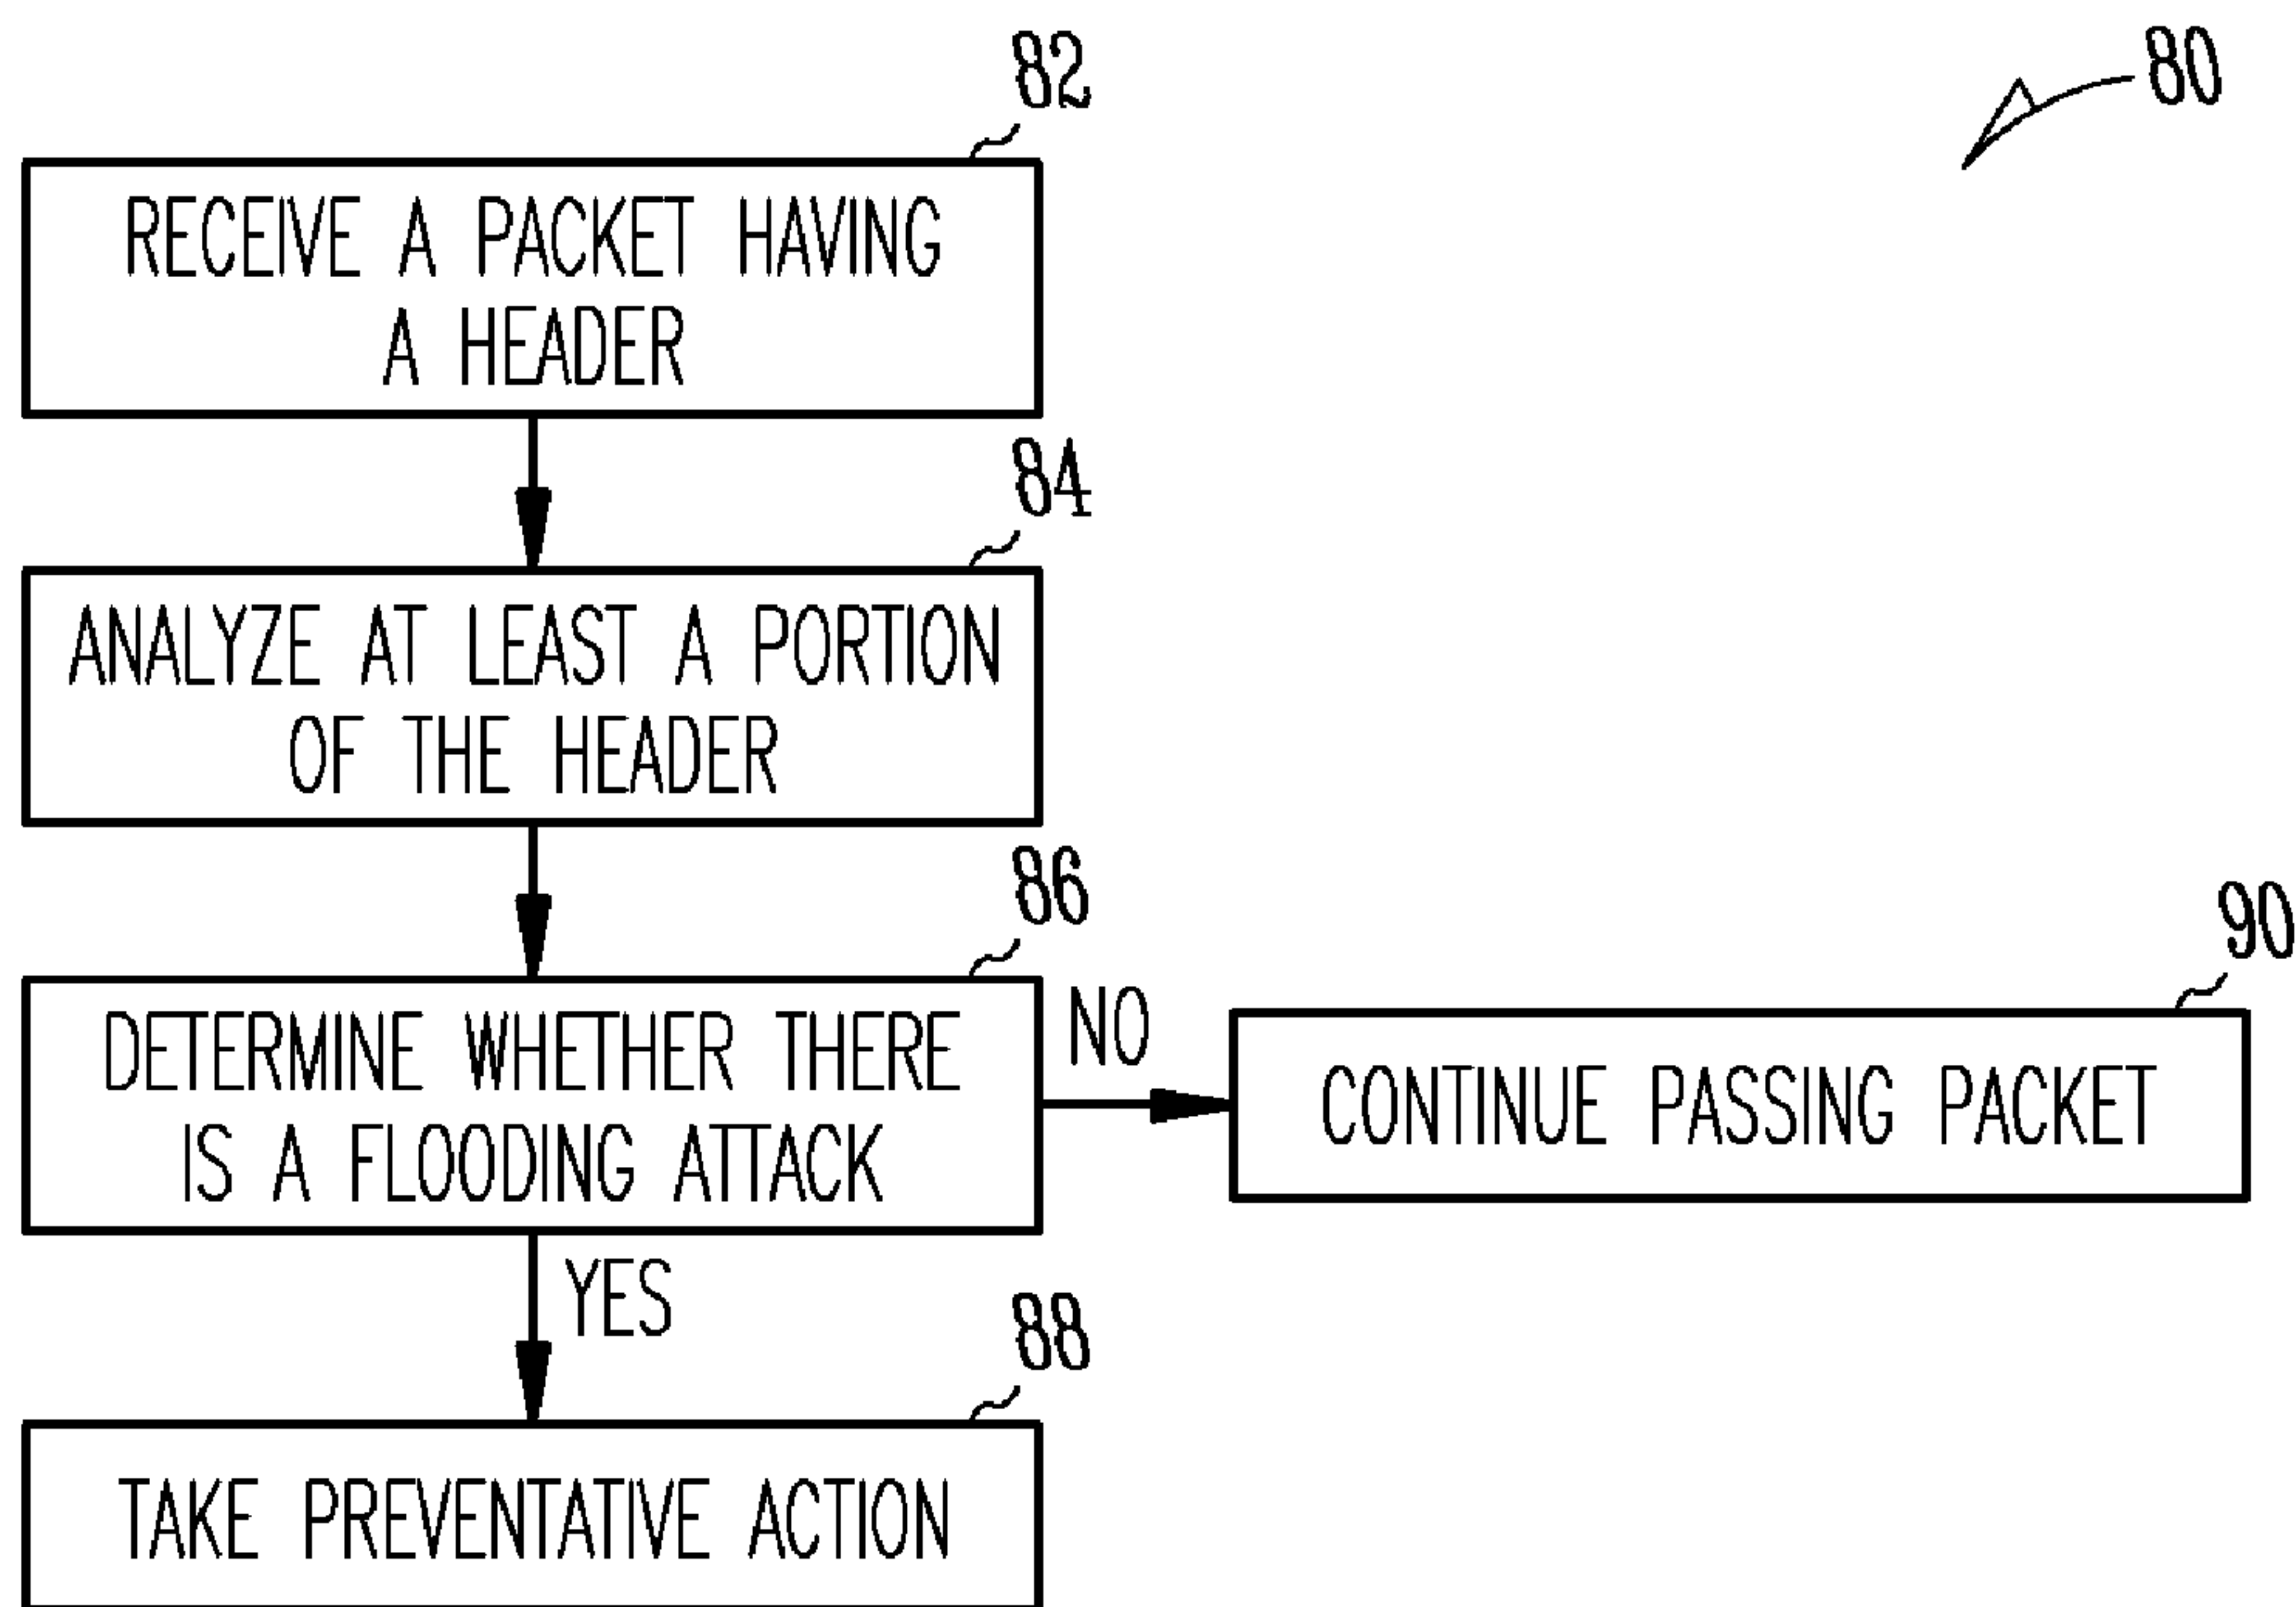 80
82
RECEIVE A PACKET HAVING
A HEADER
84
ANALYZE AT LEAST A PORTION
OF THE HEADER
86
DETERMINE WHETHER THERE
IS A FLOODING ATTACK
NO
90
CONTINUE PASSING PACKET
YES
88
TAKE PREVENTATIVE ACTION